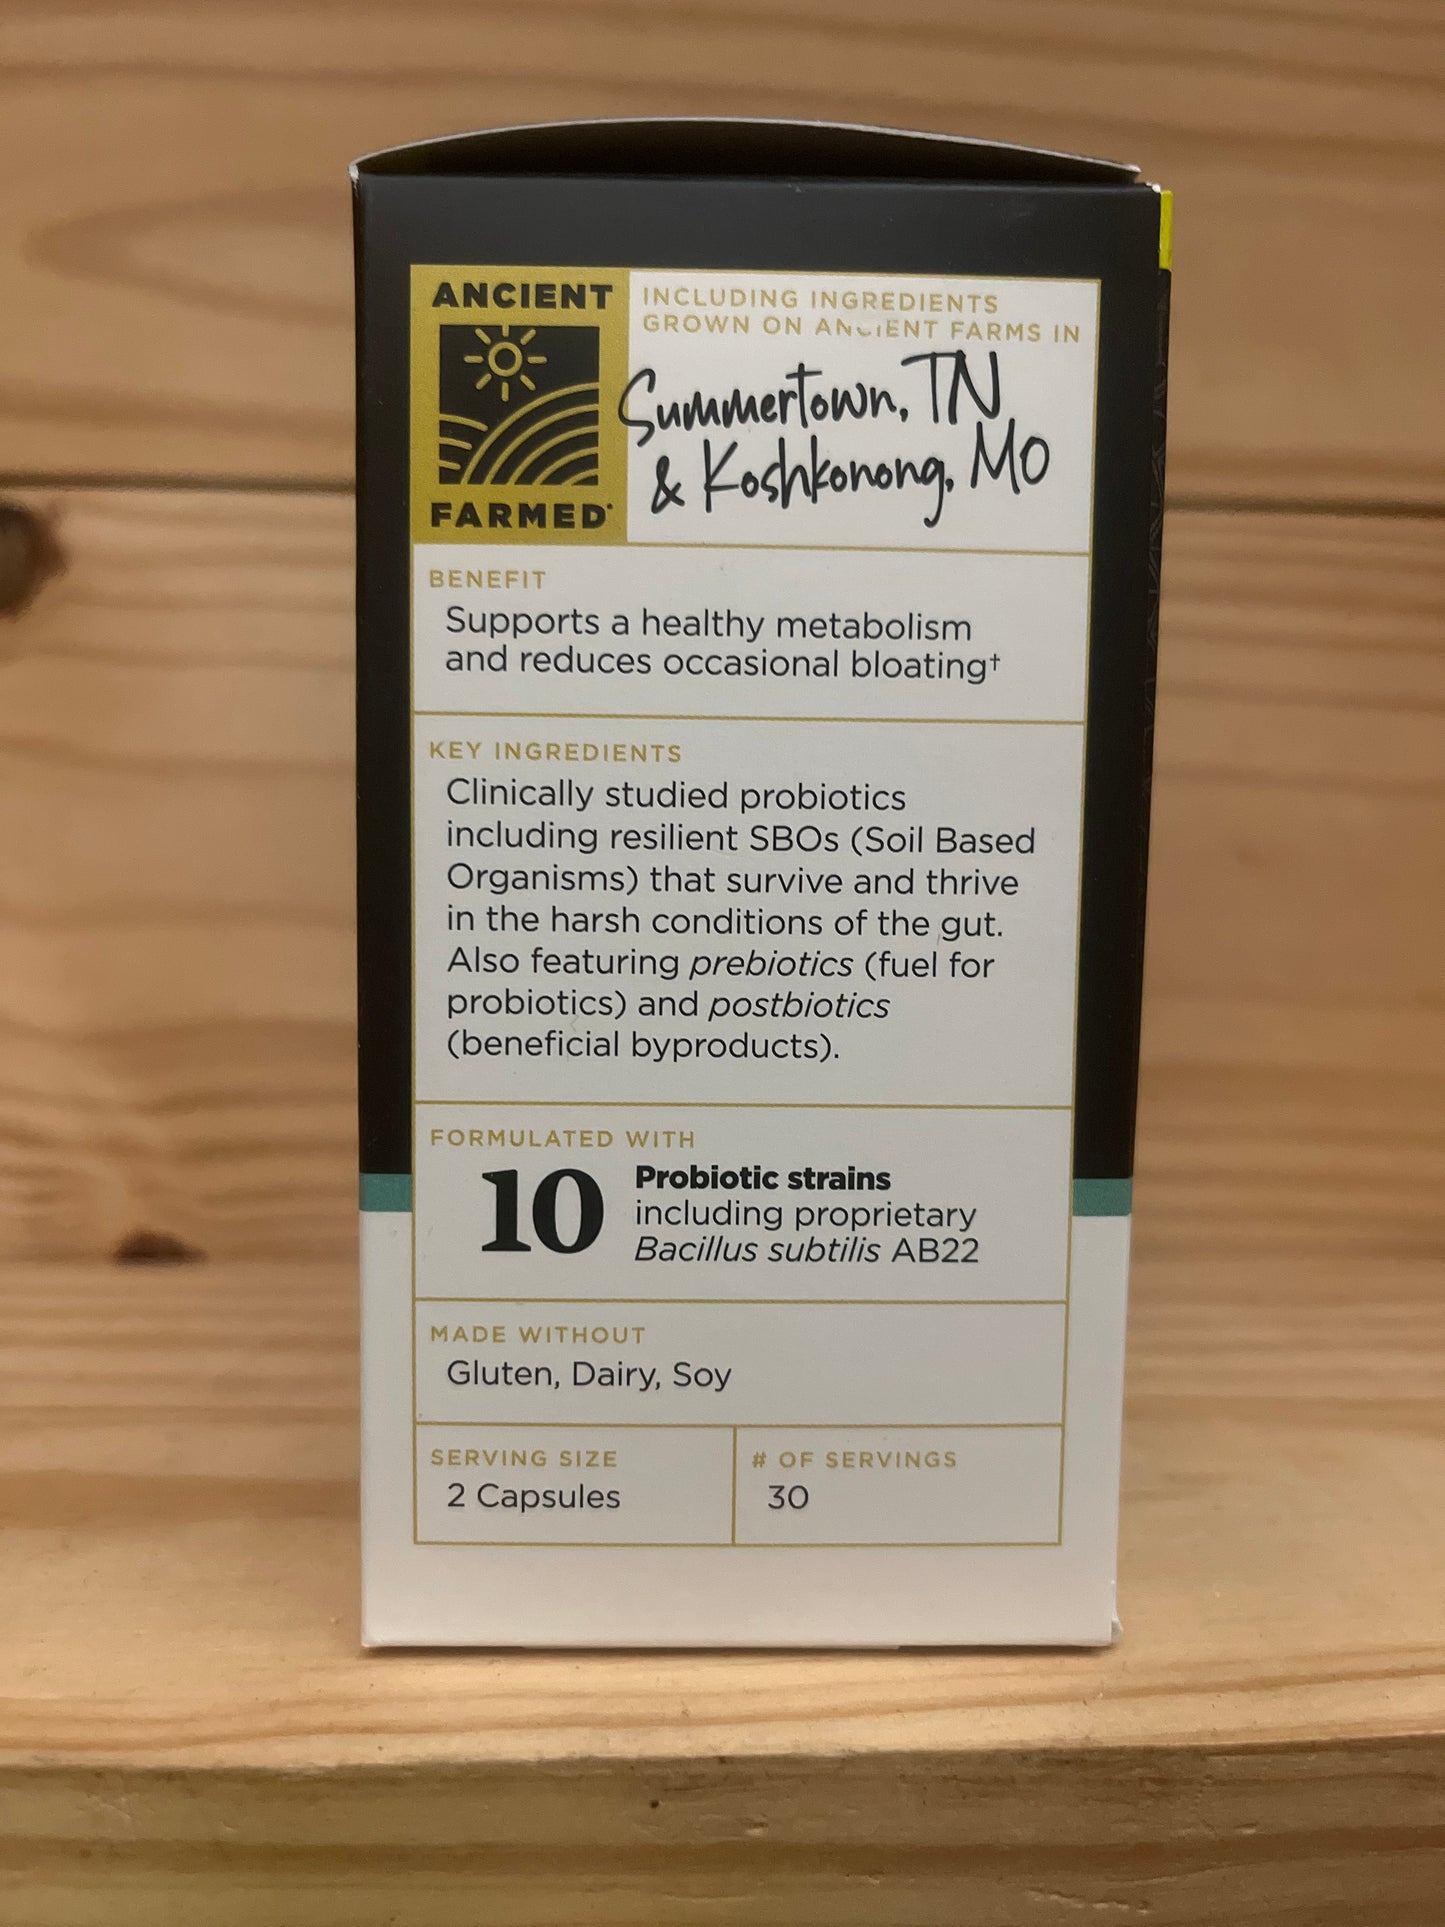 ANCIENT
FARMED
INCLUDING INGREDIENTS
GROWN ON ANCIENT FARMS IN
Summertown, TN
& Koshkonong, MO
BENEFIT
Supports a healthy metabolism
and reduces occasional bloating†
KEY INGREDIENTS
Clinically studied probiotics
including resilient SBOs (Soil Based
Organisms) that survive and thrive
in the harsh conditions of the gut.
Also featuring prebiotics (fuel for
probiotics) and postbiotics
(beneficial byproducts).
FORMULATED WITH
10
Probiotic strains
including proprietary
Bacillus subtilis AB22
MADE WITHOUT
Gluten, Dairy, Soy
SERVING SIZE
2 Capsules
# OF SERVINGS
30